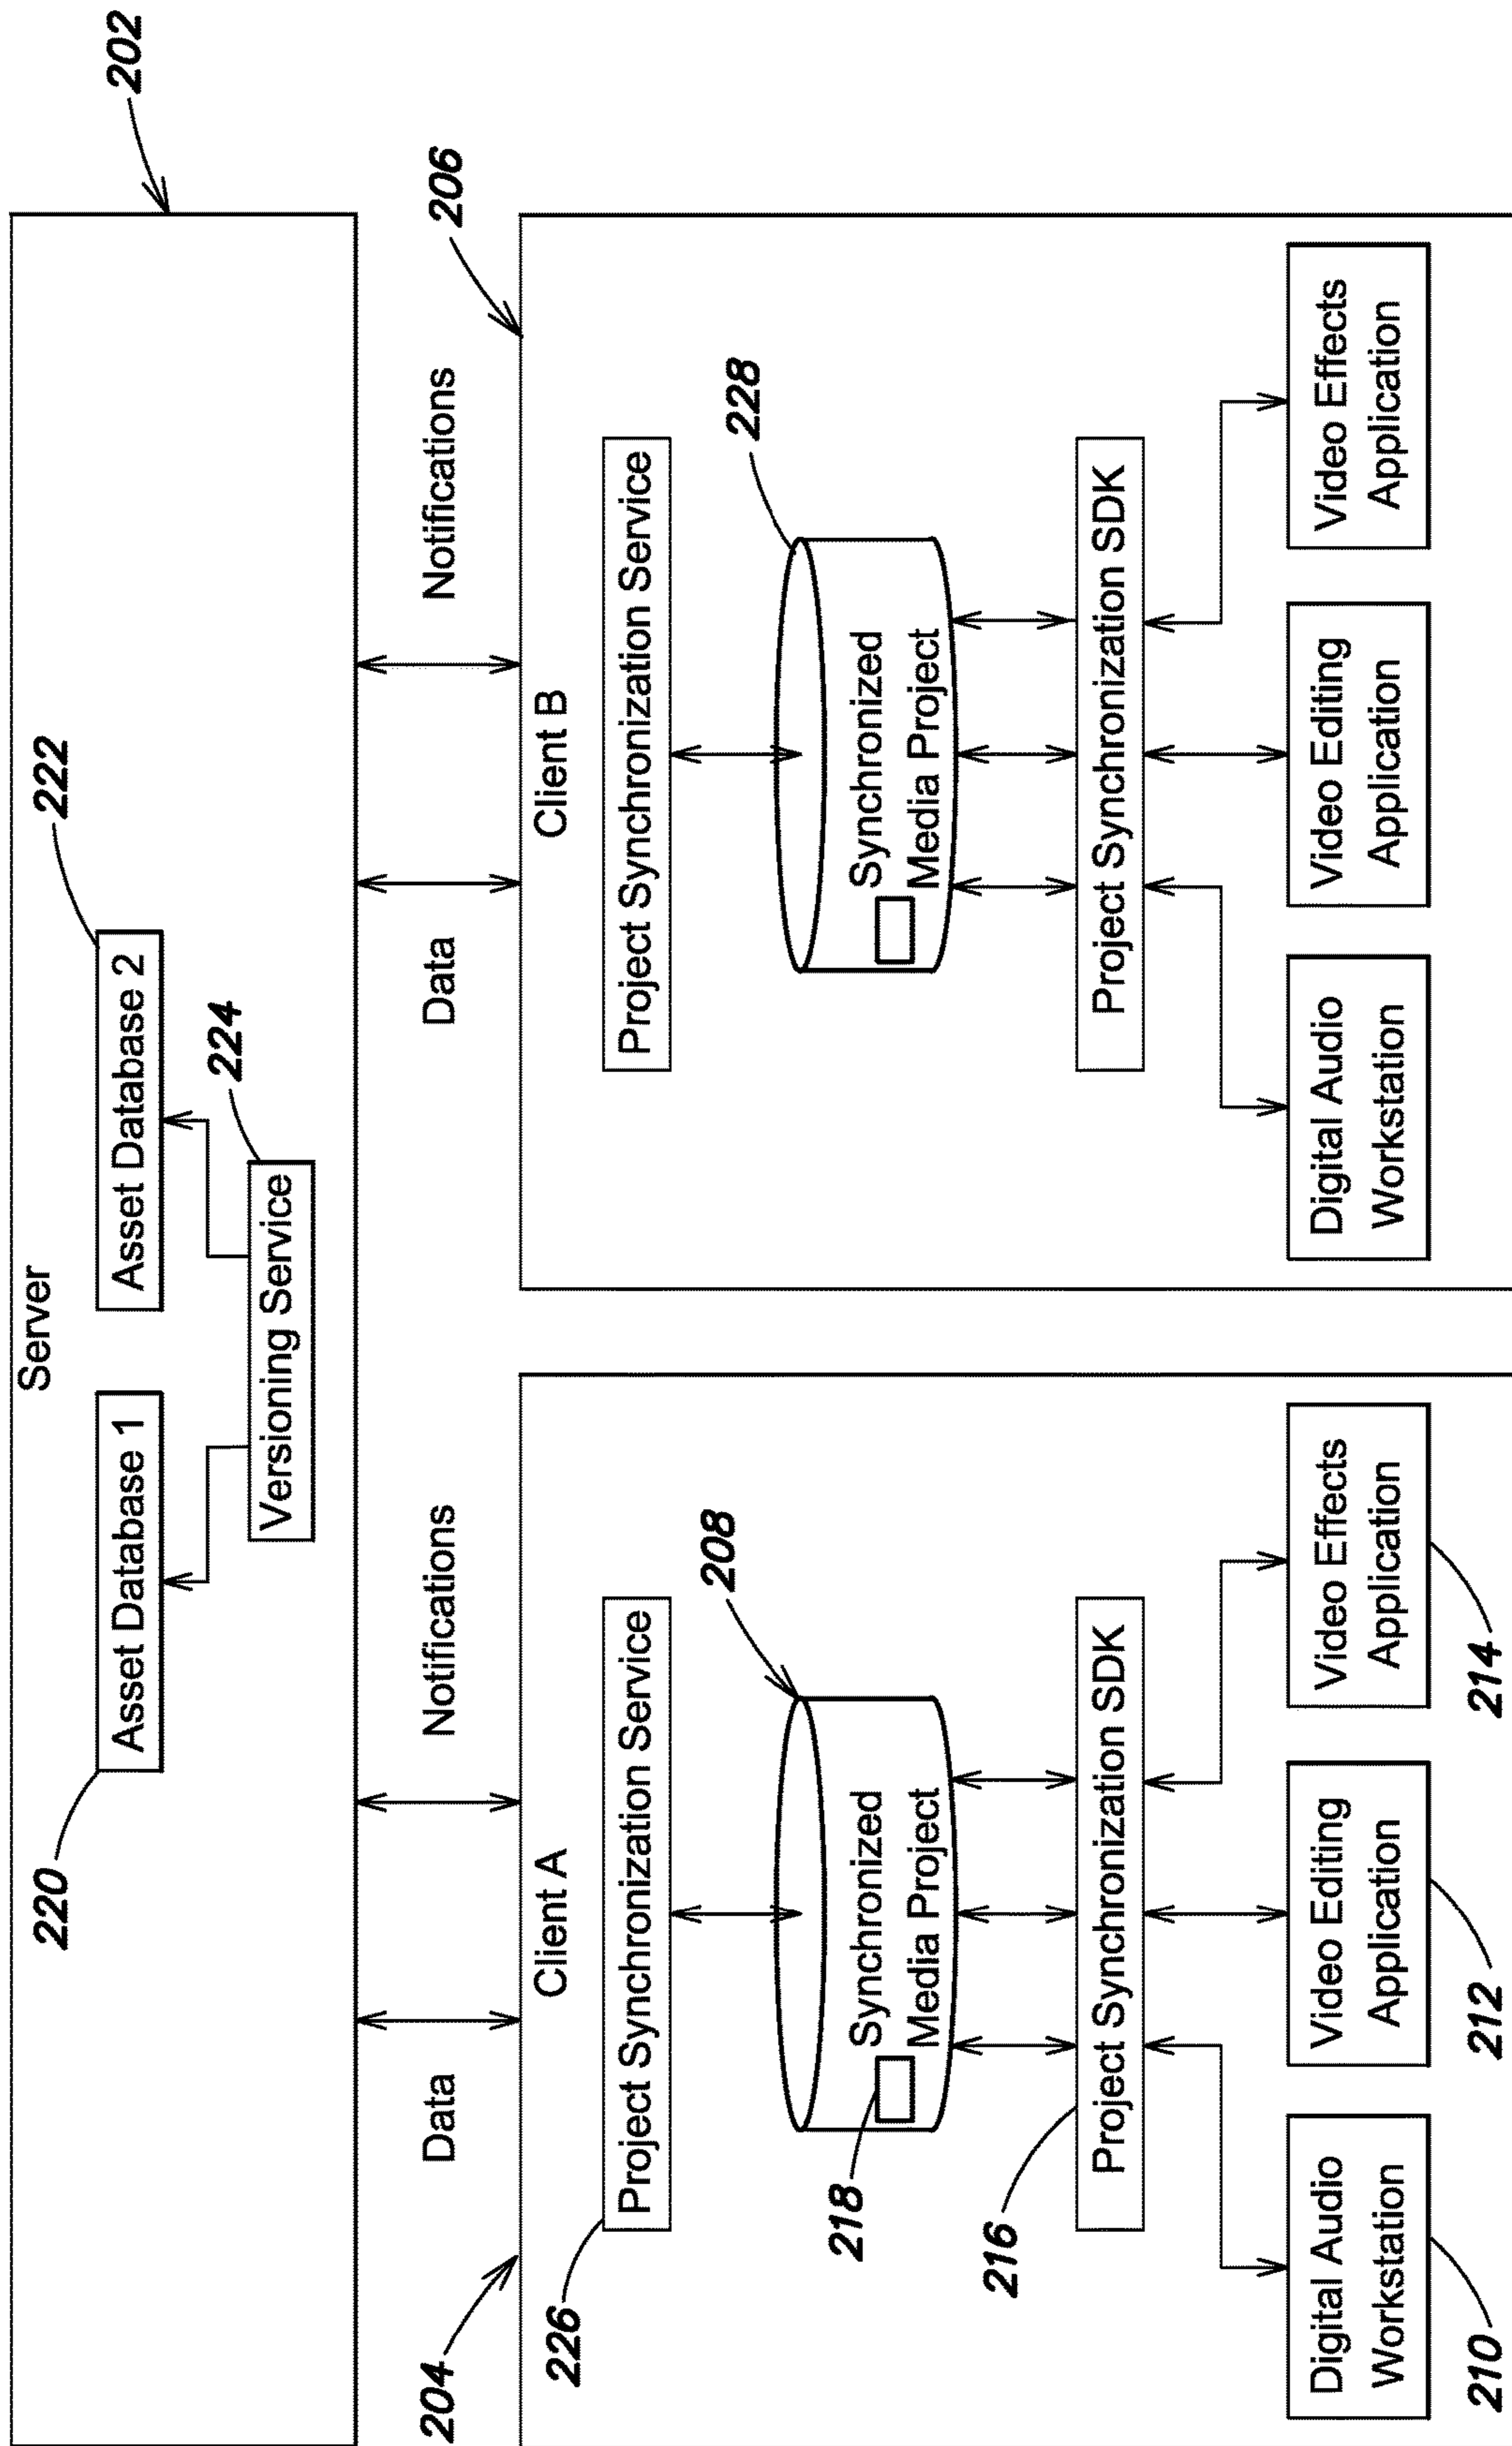 202
Server
220
Asset Database 1
Asset Database 2
222
Versioning Service
224
Data
Notifications
Data
Notifications
204
206
Client A
226
Project Synchronization Service
208
Synchronized
Media Project
218
216
Project Synchronization SDK
Digital Audio
Workstation
Video Editing
Application
Video Effects
Application
210
212
214
Client B
Project Synchronization Service
228
Synchronized
Media Project
Project Synchronization SDK
Digital Audio
Workstation
Video Editing
Application
Video Effects
Application